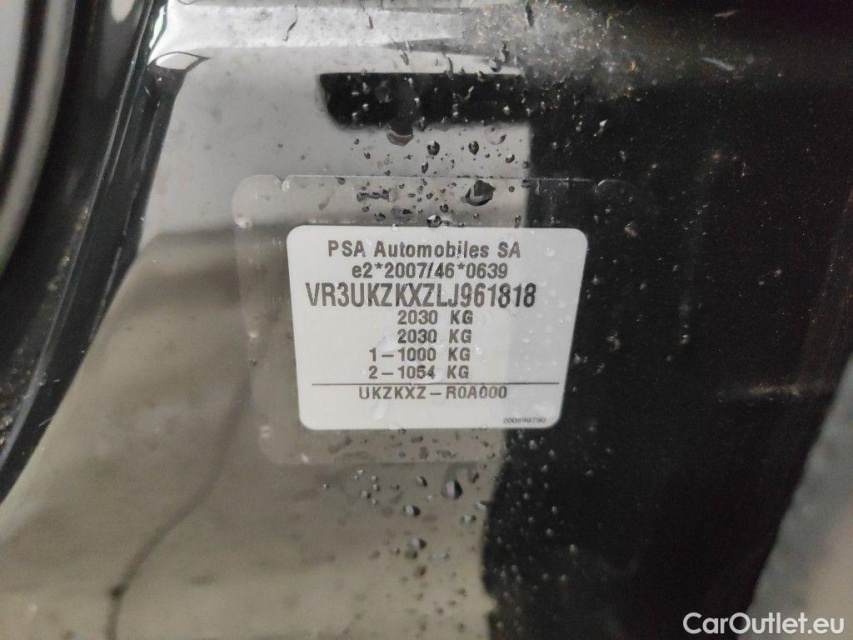 PSA Automobiles SA
e2*2007/46*0639
VR3UKZKXZLJ961818
2030 KG
2030 KG
1-1000 KG
2-1054 KG
UKZKXZ-R0A000
CarOutlet.eu